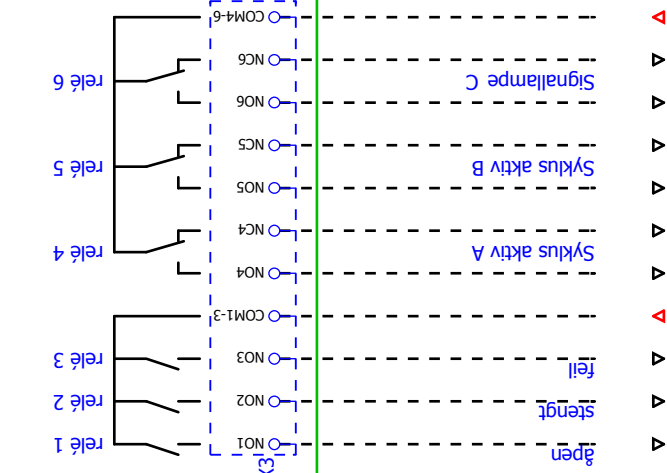 X3
åpen NO1 relé 1
stengt NO2 relé 2
feil NO3 relé 3
COM1-3
NO4
Syklus aktiv A NC4 relé 4
NO5
Syklus aktiv B NC5 relé 5
NO6
Signallampe C NC6 relé 6
COM4-6